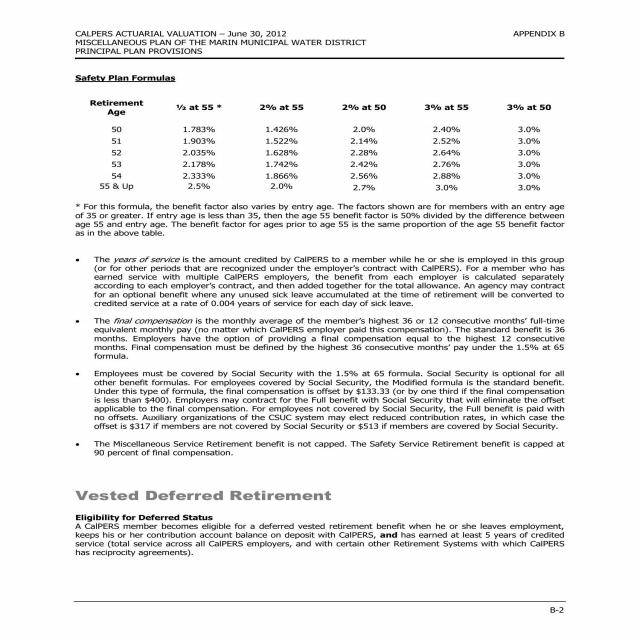 CALPERS ACTUARIAL VALUATION – June 30, 2012 APPENDIX B
MISCELLANEOUS PLAN OF THE MARIN MUNICIPAL WATER DISTRICT
PRINCIPAL PLAN PROVISIONS
Safety Plan Formulas
Retirement Age ½ at 55 * 2% at 55 2% at 50 3% at 55 3% at 50
50 1.783% 1.426% 2.0% 2.40% 3.0%
51 1.903% 1.522% 2.14% 2.52% 3.0%
52 2.035% 1.628% 2.28% 2.64% 3.0%
53 2.178% 1.742% 2.42% 2.76% 3.0%
54 2.333% 1.866% 2.56% 2.88% 3.0%
55 & Up 2.5% 2.0% 2.7% 3.0% 3.0%
* For this formula, the benefit factor also varies by entry age. The factors shown are for members with an entry age
of 35 or greater. If entry age is less than 35, then the age 55 benefit factor is 50% divided by the difference between
age 55 and entry age. The benefit factor for ages prior to age 55 is the same proportion of the age 55 benefit factor
as in the above table.
• The years of service is the amount credited by CalPERS to a member while he or she is employed in this group
(or for other periods that are recognized under the employer's contract with CalPERS). For a member who has
earned service with multiple CalPERS employers, the benefit from each employer is calculated separately
according to each employer's contract, and then added together for the total allowance. An agency may contract
for an optional benefit where any unused sick leave accumulated at the time of retirement will be converted to
credited service at a rate of 0.004 years of service for each day of sick leave.
• The final compensation is the monthly average of the member's highest 36 or 12 consecutive months' full-time
equivalent monthly pay (no matter which CalPERS employer paid this compensation). The standard benefit is 36
months. Employers have the option of providing a final compensation equal to the highest 12 consecutive
months. Final compensation must be defined by the highest 36 consecutive months' pay under the 1.5% at 65
formula.
• Employees must be covered by Social Security with the 1.5% at 65 formula. Social Security is optional for all
other benefit formulas. For employees covered by Social Security, the Modified formula is the standard benefit.
Under this type of formula, the final compensation is offset by $133.33 (or by one third if the final compensation
is less than $400). Employers may contract for the Full benefit with Social Security that will eliminate the offset
applicable to the final compensation. For employees not covered by Social Security, the Full benefit is paid with
no offsets. Auxiliary organizations of the CSUC system may elect reduced contribution rates, in which case the
offset is $317 if members are not covered by Social Security or $513 if members are covered by Social Security.
• The Miscellaneous Service Retirement benefit is not capped. The Safety Service Retirement benefit is capped at
90 percent of final compensation.
Vested Deferred Retirement
Eligibility for Deferred Status
A CalPERS member becomes eligible for a deferred vested retirement benefit when he or she leaves employment,
keeps his or her contribution account balance on deposit with CalPERS, and has earned at least 5 years of credited
service (total service across all CalPERS employers, and with certain other Retirement Systems with which CalPERS
has reciprocity agreements).
B-2